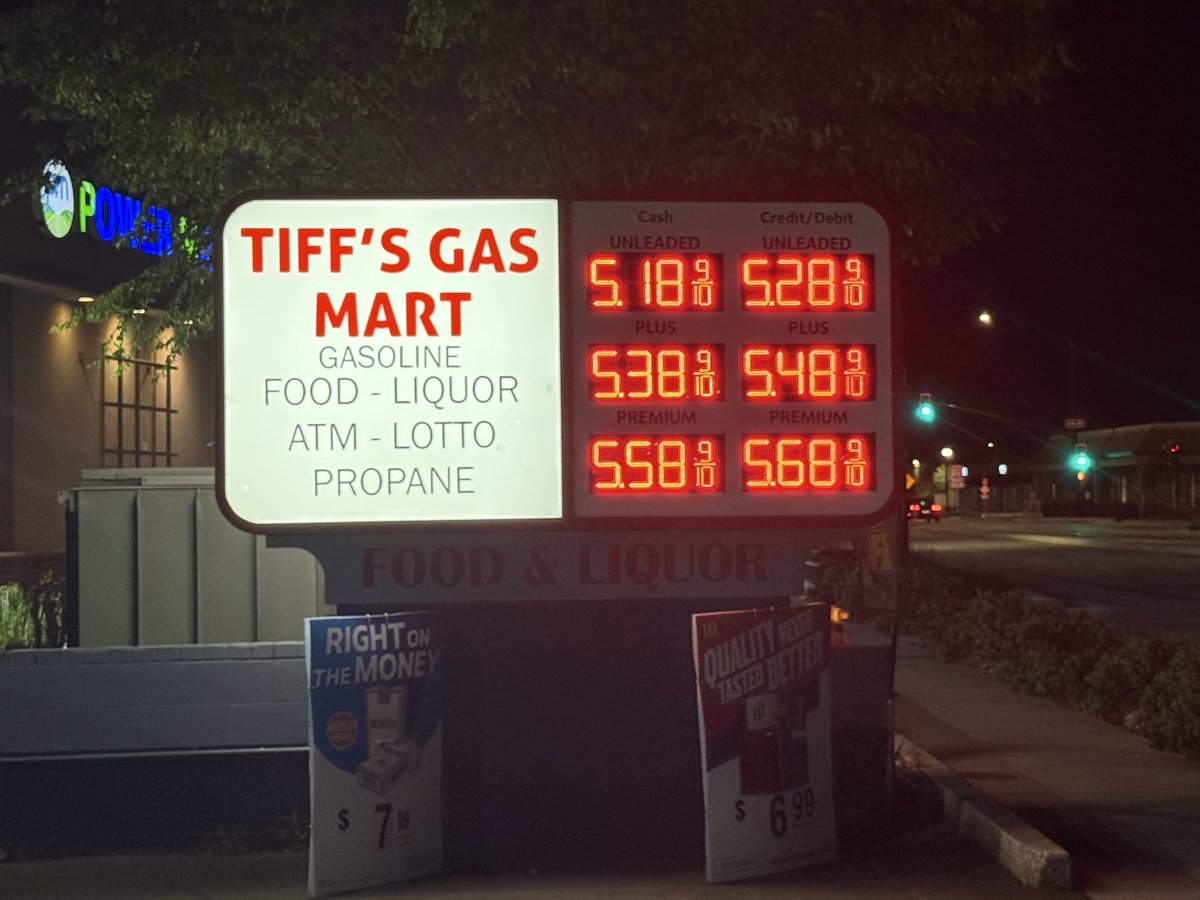 POWER
TIFF'S GAS
MART
GASOLINE
FOOD - LIQUOR
ATM - LOTTO
PROPANE
Cash
UNLEADED
5.18 9/10
PLUS
5.38 9/10
PREMIUM
5.58 9/10
Credit/Debit
UNLEADED
5.28 9/10
PLUS
5.48 9/10
PREMIUM
5.68 9/10
FOOD & LIQUOR
RIGHT ON
THE MONEY
$ 7 98
QUALITY NEVER
TASTED BETTER
$ 6 99